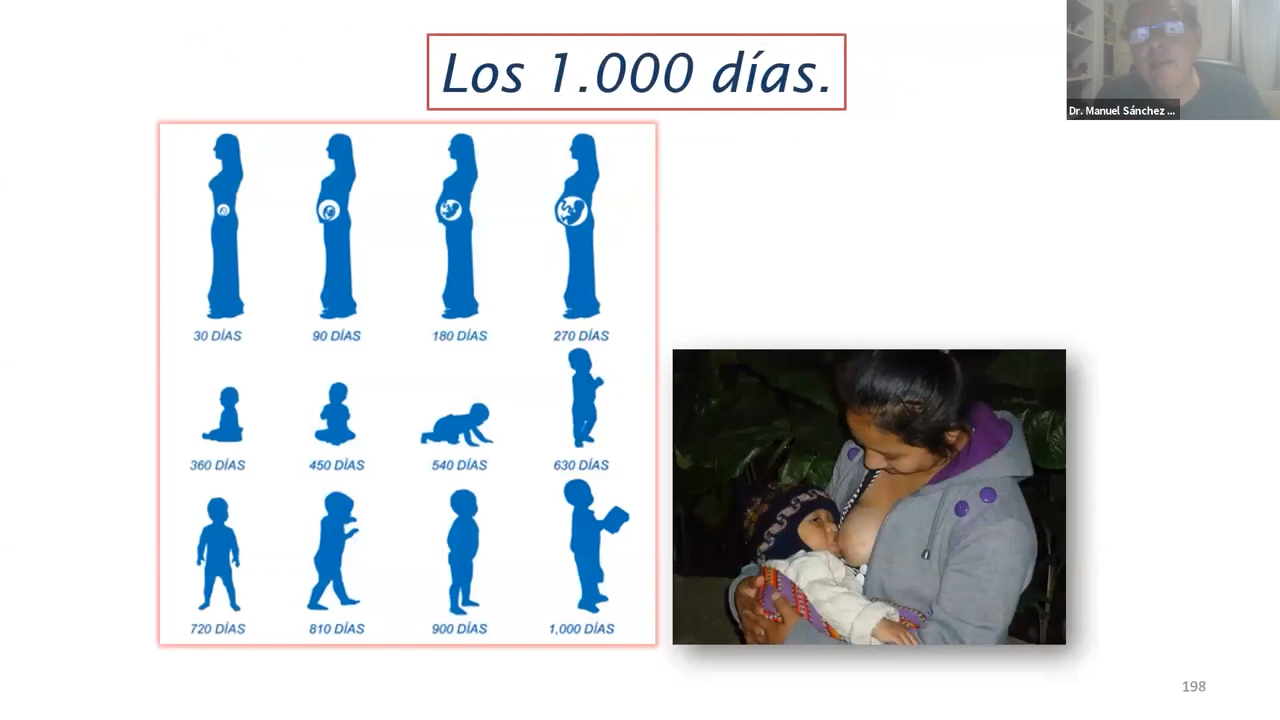 Los 1.000 días.
Dr. Manuel Sánchez ...
30 DÍAS
90 DÍAS
180 DÍAS
270 DÍAS
360 DÍAS
450 DÍAS
540 DÍAS
630 DÍAS
720 DÍAS
810 DÍAS
900 DÍAS
1,000 DÍAS
198